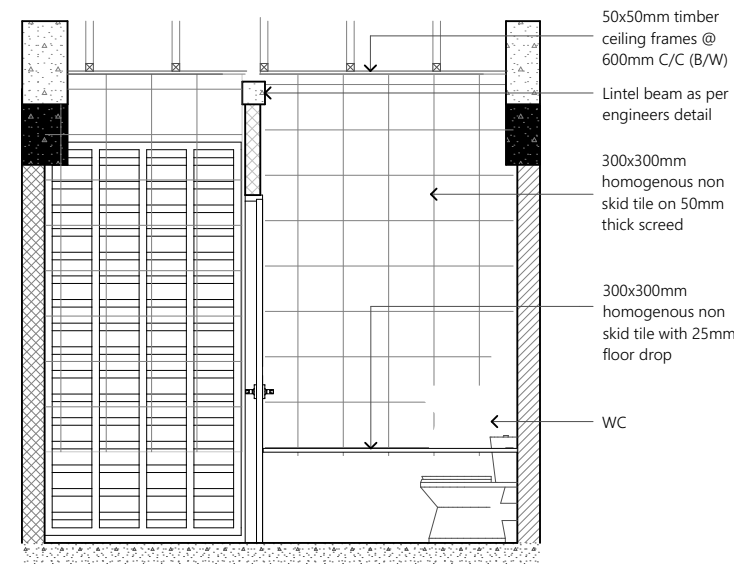 50x50mm timber
ceiling frames @
600mm C/C (B/W)
Lintel beam as per
engineers detail
300x300mm
homogenous non
skid tile on 50mm
thick screed
300x300mm
homogenous non
skid tile with 25mm
floor drop
WC